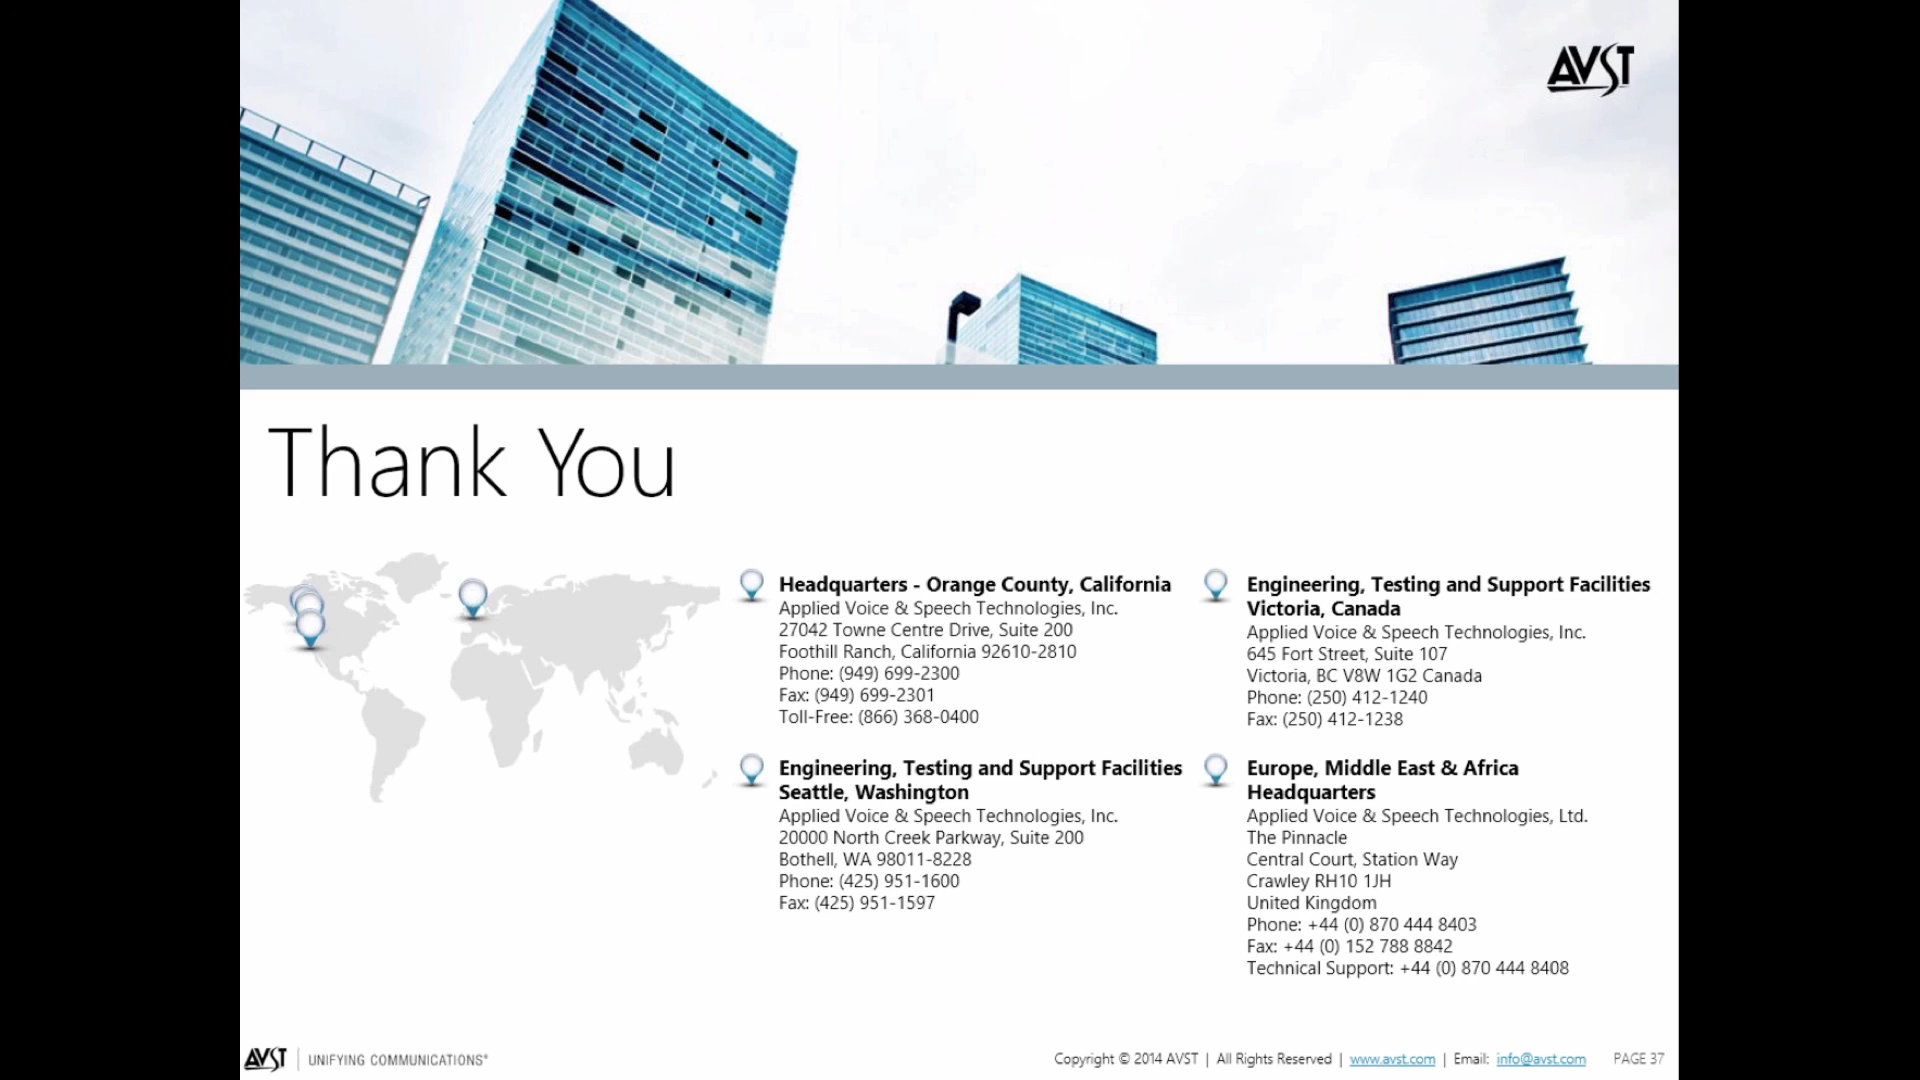 AVST
Thank You
Headquarters - Orange County, California
Applied Voice & Speech Technologies, Inc.
27042 Towne Centre Drive, Suite 200
Foothill Ranch, California 92610-2810
Phone: (949) 699-2300
Fax: (949) 699-2301
Toll-Free: (866) 368-0400
Engineering, Testing and Support Facilities
Seattle, Washington
Applied Voice & Speech Technologies, Inc.
20000 North Creek Parkway, Suite 200
Bothell, WA 98011-8228
Phone: (425) 951-1600
Fax: (425) 951-1597
Engineering, Testing and Support Facilities
Victoria, Canada
Applied Voice & Speech Technologies, Inc.
645 Fort Street, Suite 107
Victoria, BC V8W 1G2 Canada
Phone: (250) 412-1240
Fax: (250) 412-1238
Europe, Middle East & Africa
Headquarters
Applied Voice & Speech Technologies, Ltd.
The Pinnacle
Central Court, Station Way
Crawley RH10 1JH
United Kingdom
Phone: +44 (0) 870 444 8403
Fax: +44 (0) 152 788 8842
Technical Support: +44 (0) 870 444 8408
AVST | UNIFYING COMMUNICATIONS®
Copyright © 2014 AVST | All Rights Reserved | www.avst.com | Email: info@avst.com PAGE 37